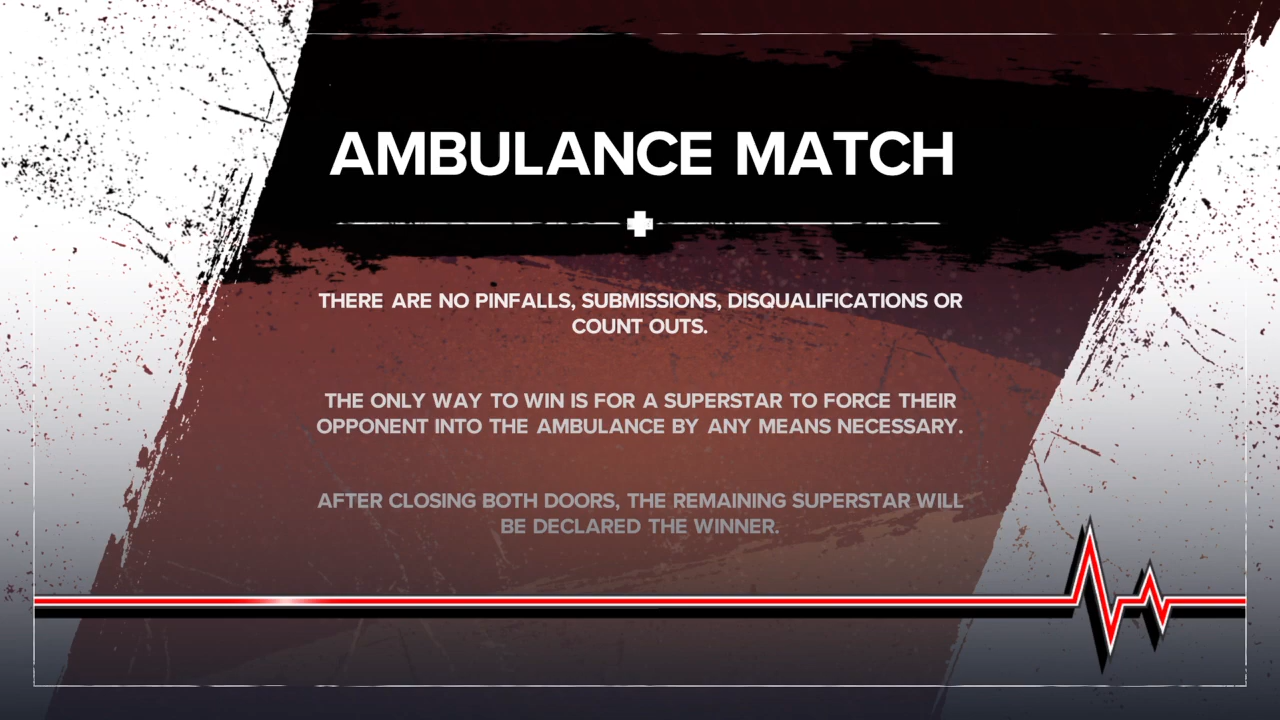 AMBULANCE MATCH
THERE ARE NO PINFALLS, SUBMISSIONS, DISQUALIFICATIONS OR
COUNT OUTS.
THE ONLY WAY TO WIN IS FOR A SUPERSTAR TO FORCE THEIR
OPPONENT INTO THE AMBULANCE BY ANY MEANS NECESSARY.
AFTER CLOSING BOTH DOORS, THE REMAINING SUPERSTAR WILL
BE DECLARED THE WINNER.